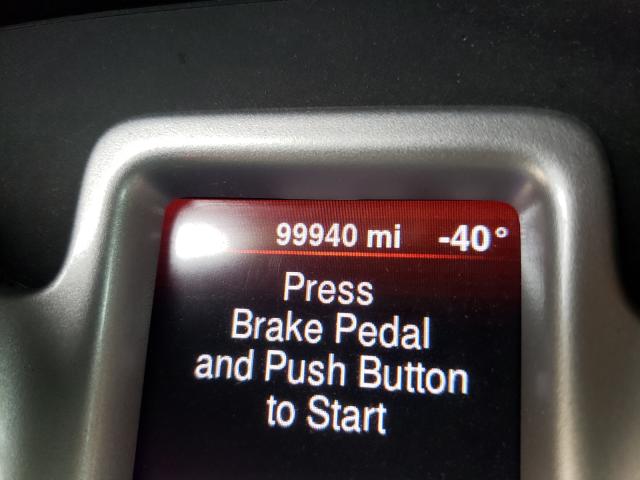 99940 mi -40°
Press
Brake Pedal
and Push Button
to Start